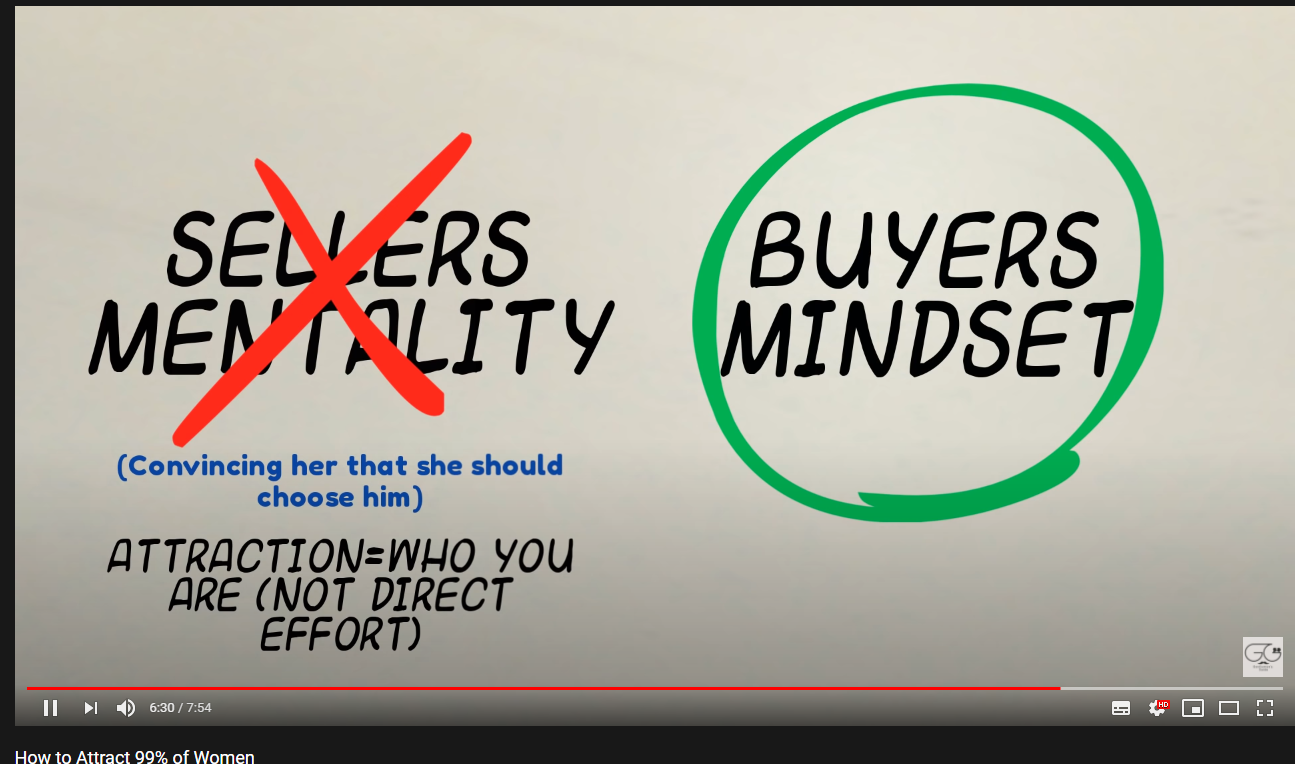 SELLERS
MENTALITY
BUYERS
MINDSET
(Convincing her that she should
choose him)
ATTRACTION=WHO YOU
ARE (NOT DIRECT
EFFORT)
GC
6:30 / 7:54
HD
How to Attract 99% of Women